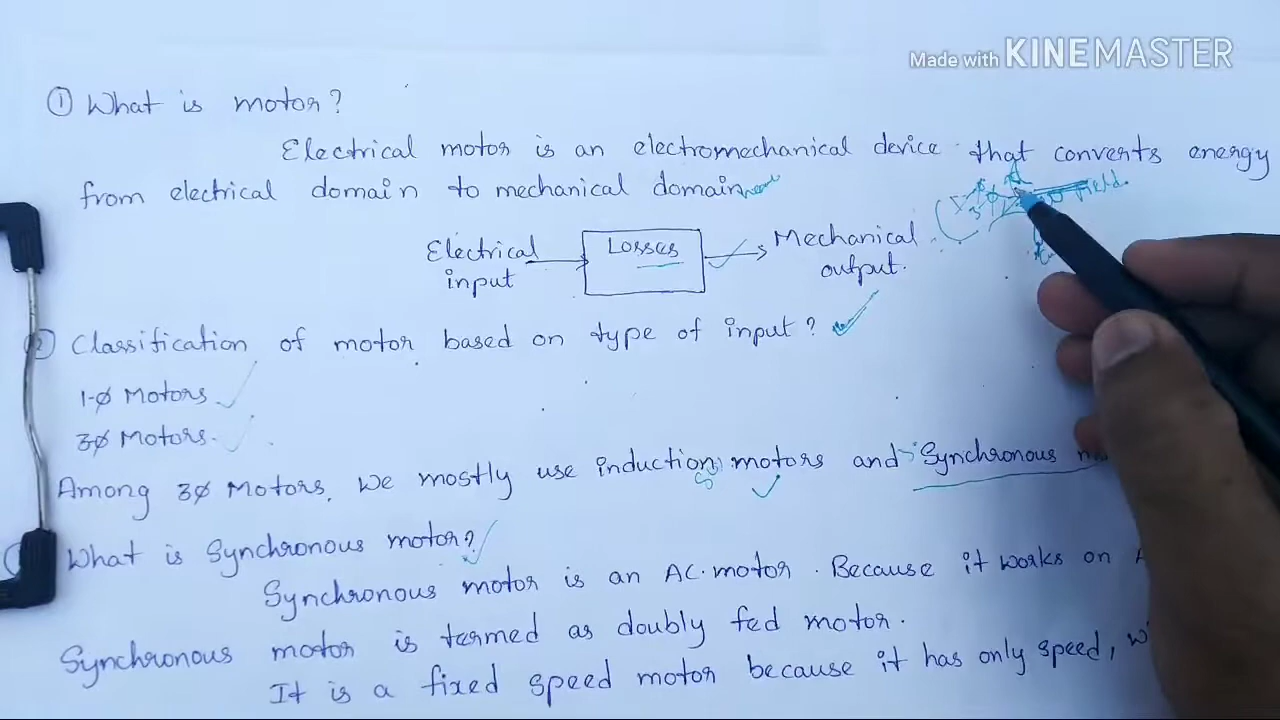 Made with KINEMASTER
① What is motor?
Electrical motor is an electromechanical device that converts energy
from electrical domain to mechanical domain
field.
Electrical input
Losses
Mechanical output.
② Classification of motor based on type of input?
1-ϕ Motors
3ϕ Motors.
Among 3ϕ Motors, we mostly use induction motors and Synchronous
What is Synchronous motor?
Synchronous motor is an AC motor. Because it works on
Synchronous motor is termed as doubly fed motor.
It is a fixed speed motor because it has only speed,